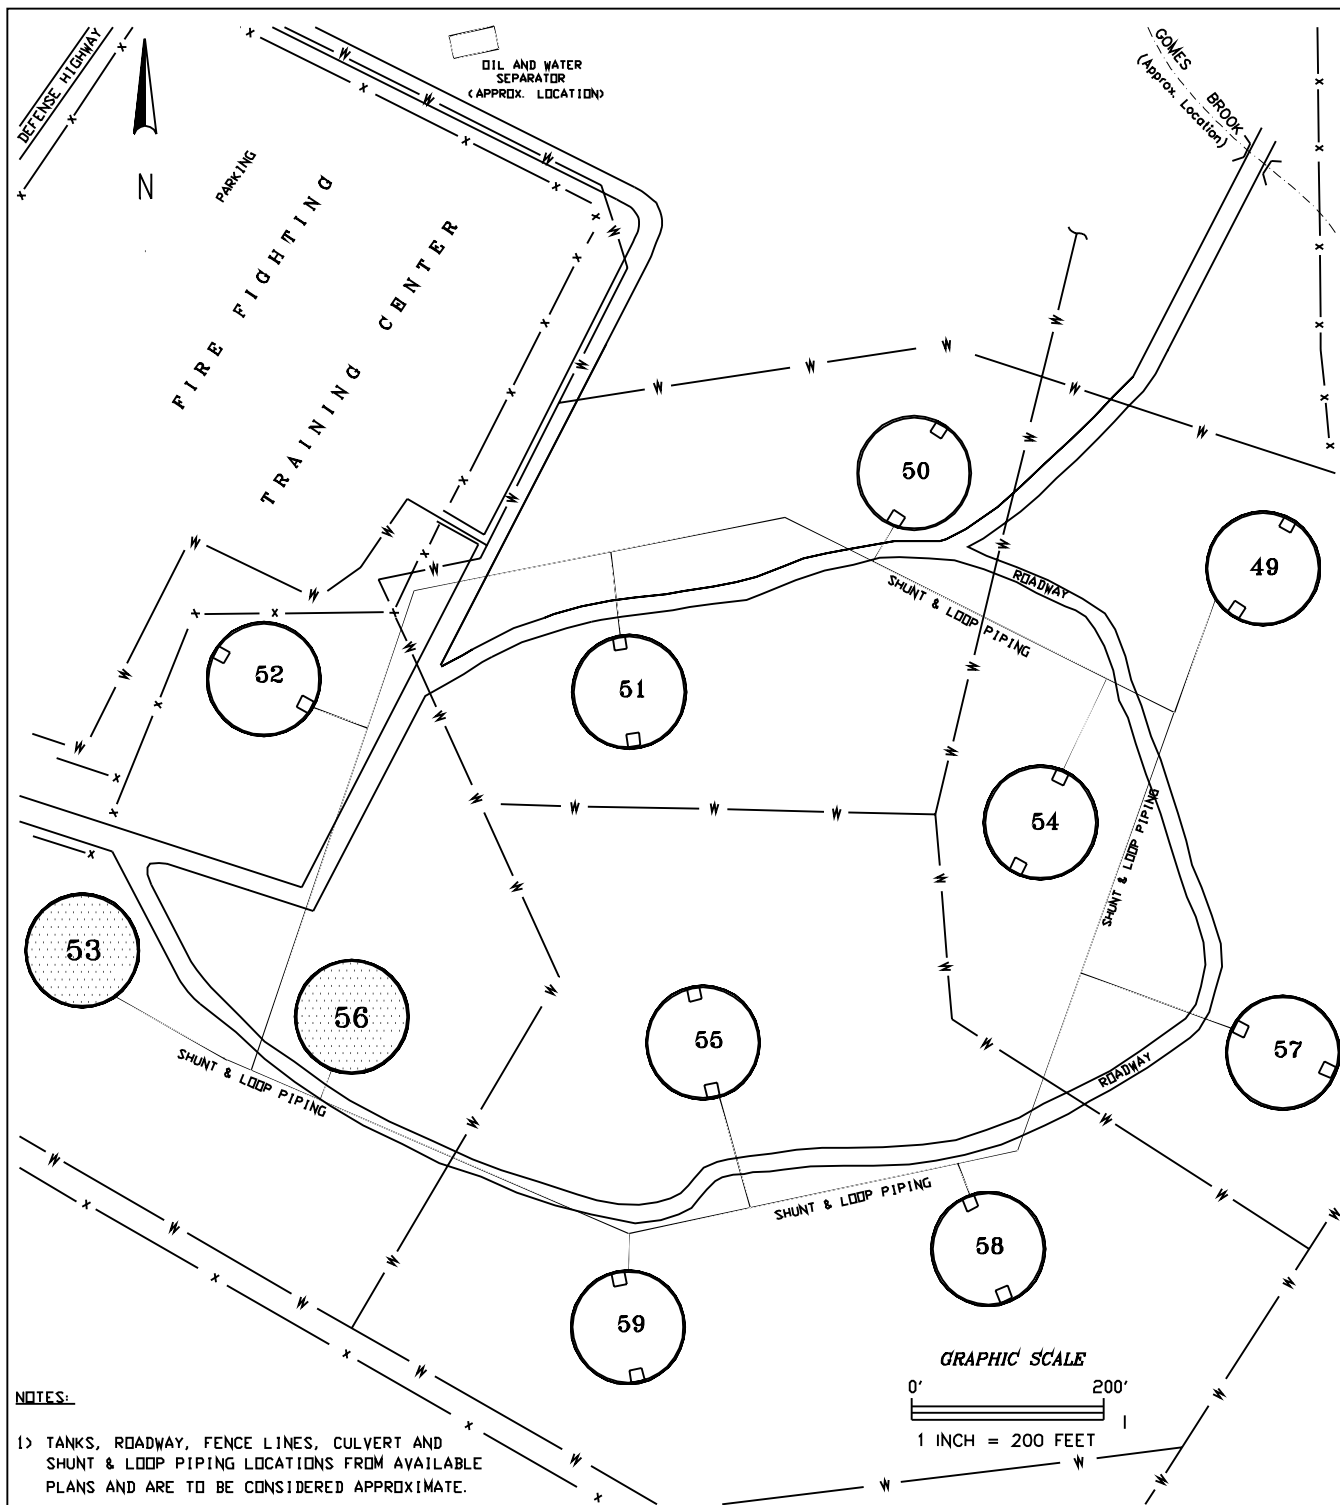 DEFENSE HIGHWAY
OIL AND WATER
SEPARATOR
(APPROX. LOCATION)
GOMES
(Approx. Location)
BROOK
N
PARKING
FIRE FIGHTING
TRAINING CENTER
50
49
ROADWAY
SHUNT & LOOP PIPING
52
51
54
SHUNT & LOOP PIPING
53
56
55
57
SHUNT & LOOP PIPING
ROADWAY
SHUNT & LOOP PIPING
58
59
GRAPHIC SCALE
0' 200'
1 INCH = 200 FEET
NOTES:
1) TANKS, ROADWAY, FENCE LINES, CULVERT AND
SHUNT & LOOP PIPING LOCATIONS FROM AVAILABLE
PLANS AND ARE TO BE CONSIDERED APPROXIMATE.